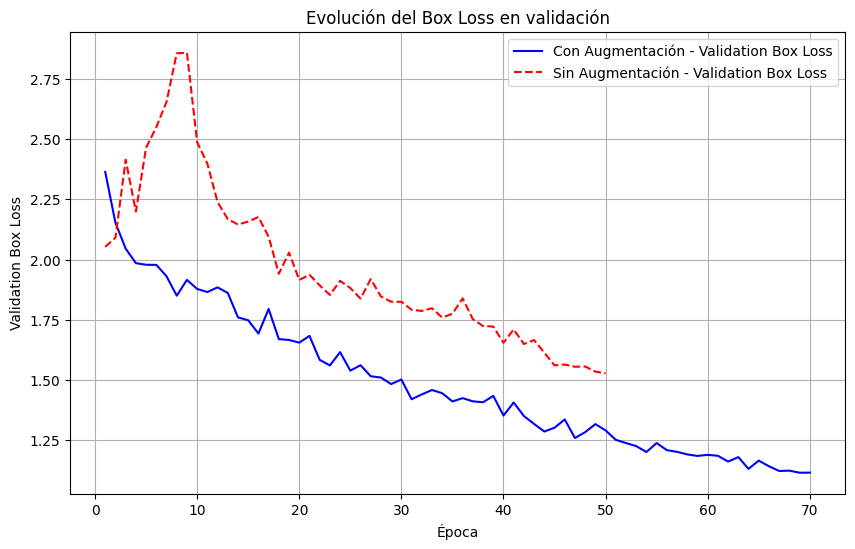 Evolución del Box Loss en validación
Con Augmentación - Validation Box Loss
Sin Augmentación - Validation Box Loss
Validation Box Loss
2.75
2.50
2.25
2.00
1.75
1.50
1.25
0 10 20 30 40 50 60 70
Época